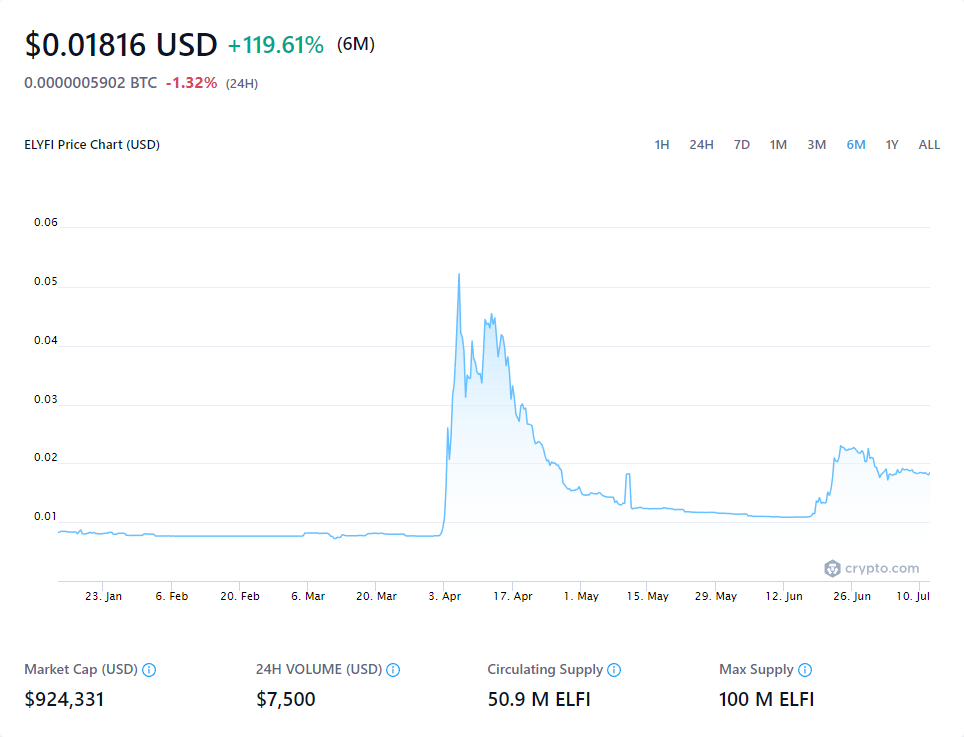 $0.01816 USD +119.61% (6M)
0.0000005902 BTC -1.32% (24H)
ELYFI Price Chart (USD) 1H 24H 7D 1M 3M 6M 1Y ALL
0.06
0.05
0.04
0.03
0.02
0.01
crypto.com
23. Jan 6. Feb 20. Feb 6. Mar 20. Mar 3. Apr 17. Apr 1. May 15. May 29. May 12. Jun 26. Jun 10. Jul
Market Cap (USD) 24H VOLUME (USD) Circulating Supply Max Supply
$924,331 $7,500 50.9 M ELFI 100 M ELFI